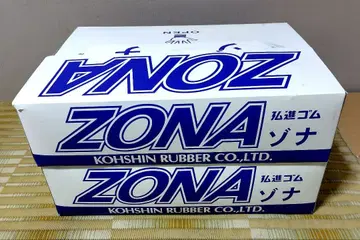 OPEN
ZONA
ZONA
弘進ゴム
ゾナ
KOHSHIN RUBBER CO.,LTD.
ZONA
弘進ゴム
ゾナ
KOHSHIN RUBBER CO.,LTD.